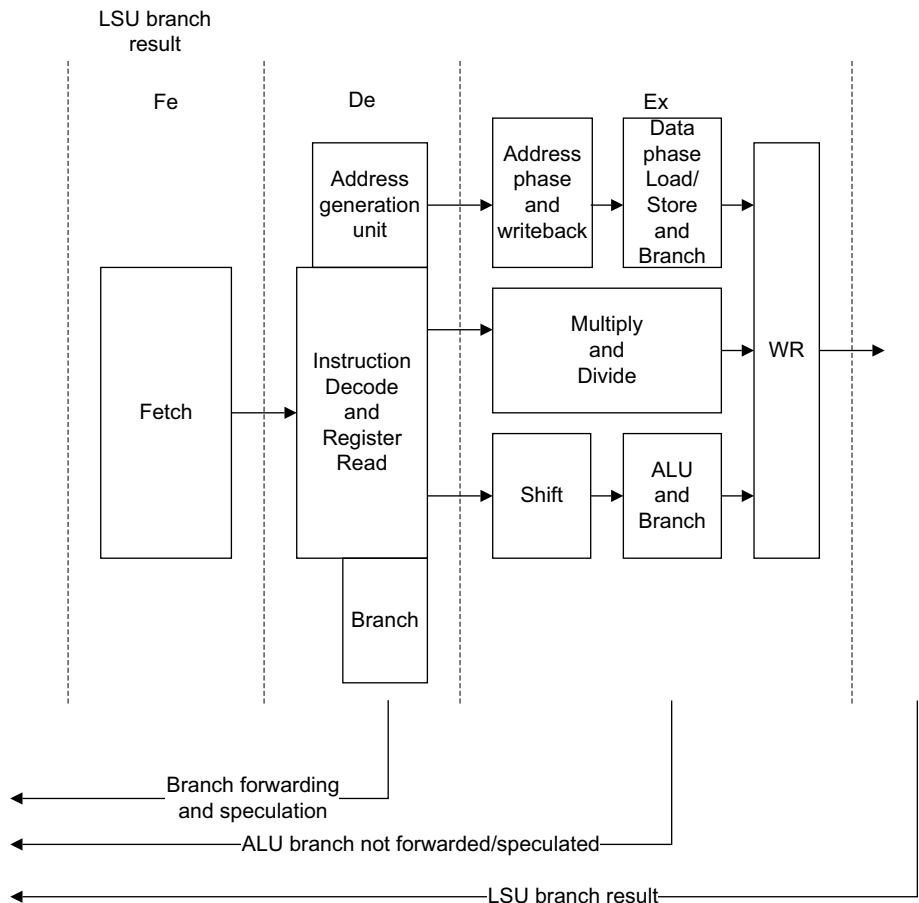 LSU branch
result
Fe
De
Ex
Address
generation
unit
Address
phase
and
writeback
Data
phase
Load/
Store
and
Branch
Fetch
Instruction
Decode
and
Register
Read
Multiply
and
Divide
WR
Shift
ALU
and
Branch
Branch
Branch forwarding
and speculation
ALU branch not forwarded/speculated
LSU branch result